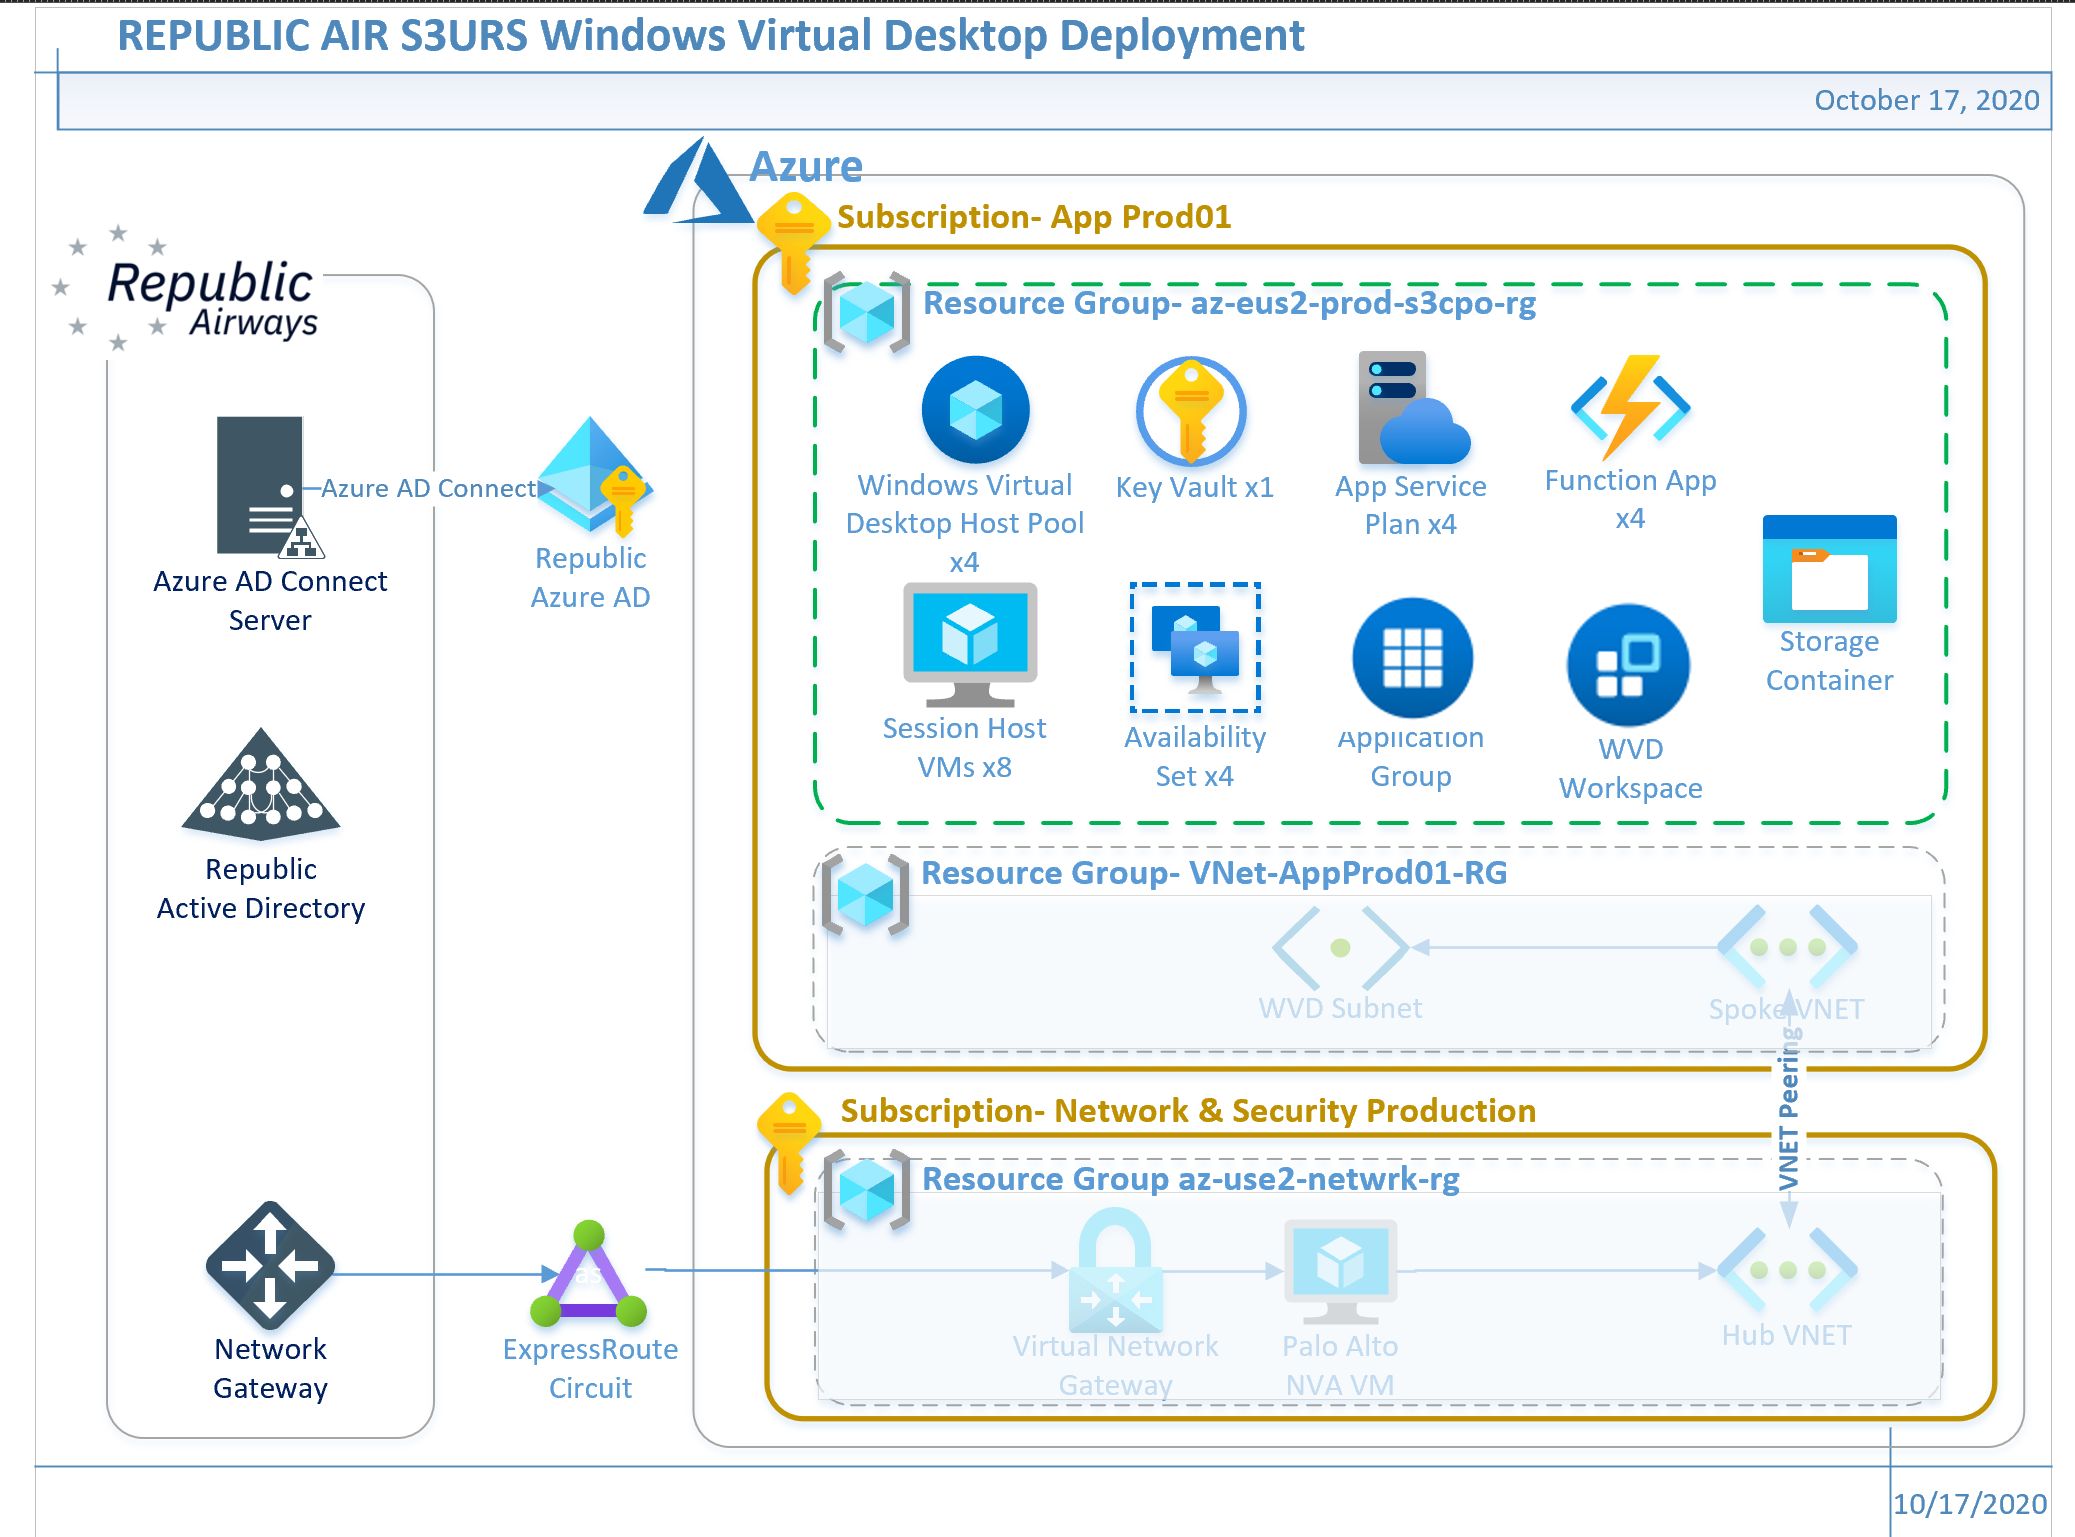 REPUBLIC AIR S3URS Windows Virtual Desktop Deployment
October 17, 2020
Azure
Subscription- App Prod01
Republic
Airways
Resource Group- az-eus2-prod-s3cpo-rg
Windows Virtual
Desktop Host Pool
x4
Key Vault x1
App Service
Plan x4
Function App
x4
Storage
Container
Session Host
VMs x8
Availability
Set x4
Application
Group
WVD
Workspace
Azure AD Connect
Azure AD Connect
Server
Republic
Azure AD
Republic
Active Directory
Resource Group- VNet-AppProd01-RG
WVD Subnet
Spoke VNET
VNET Peering
Subscription- Network & Security Production
Resource Group az-use2-netwrk-rg
Network
Gateway
as
ExpressRoute
Circuit
Virtual Network
Gateway
Palo Alto
NVA VM
Hub VNET
10/17/2020